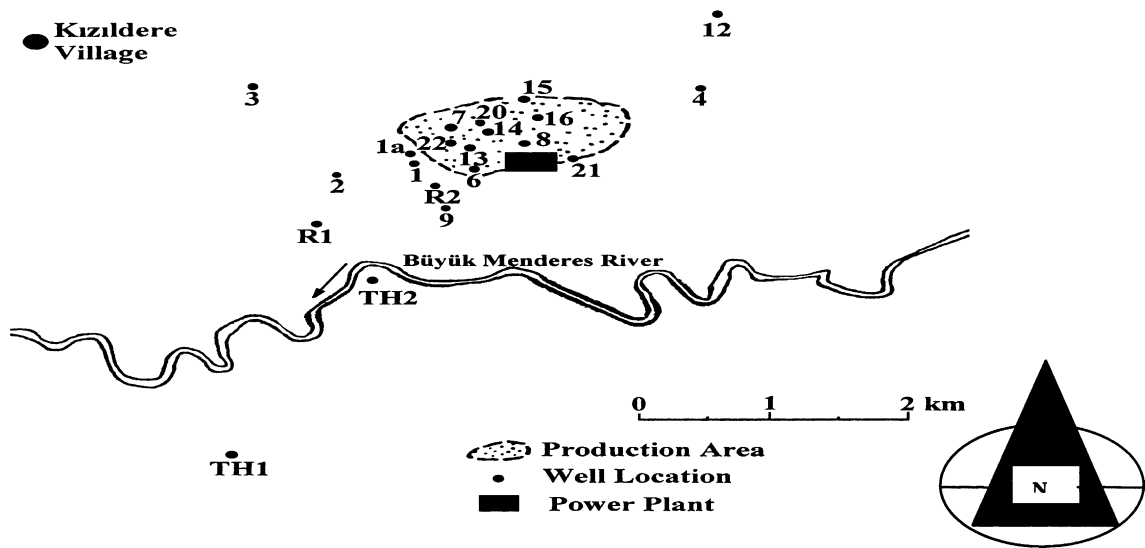 12
Kızıldere
Village
3
15
4
20
7
16
14
1a
22
8
13
1
6
21
2
R2
9
R1
Büyük Menderes River
TH2
0 1 2 km
Production Area
TH1
Well Location
N
Power Plant